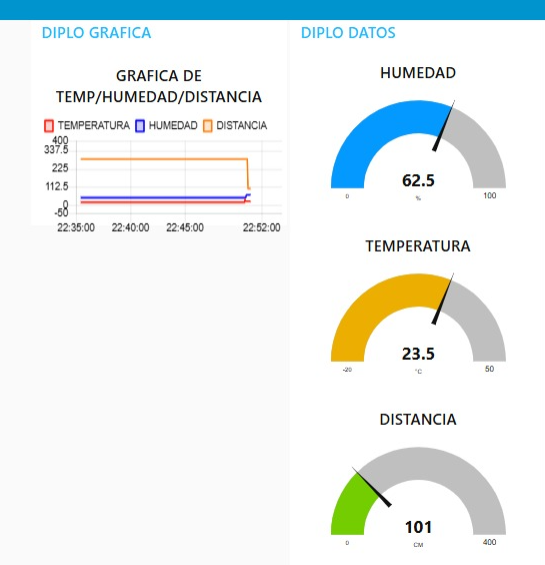 DIPLO GRAFICA
GRAFICA DE
TEMP/HUMEDAD/DISTANCIA
TEMPERATURA HUMEDAD DISTANCIA
400
337.5
225
112.5
0
-50
22:35:00 22:40:00 22:45:00 22:52:00
DIPLO DATOS
HUMEDAD
62.5
0 % 100
TEMPERATURA
23.5
-20 °C 50
DISTANCIA
101
0 CM 400